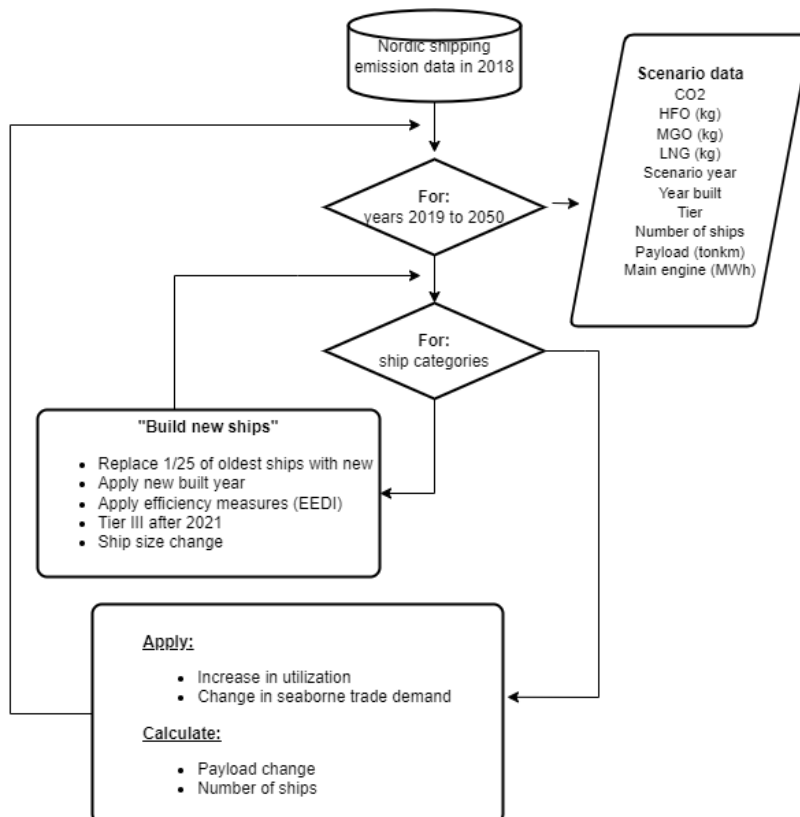 Nordic shipping
emission data in 2018
Scenario data
CO2
HFO (kg)
MGO (kg)
LNG (kg)
Scenario year
Year built
Tier
Number of ships
Payload (tonkm)
Main engine (MWh)
For:
years 2019 to 2050
For:
ship categories
"Build new ships"
• Replace 1/25 of oldest ships with new
• Apply new built year
• Apply efficiency measures (EEDI)
• Tier III after 2021
• Ship size change
Apply:
• Increase in utilization
• Change in seaborne trade demand
Calculate:
• Payload change
• Number of ships